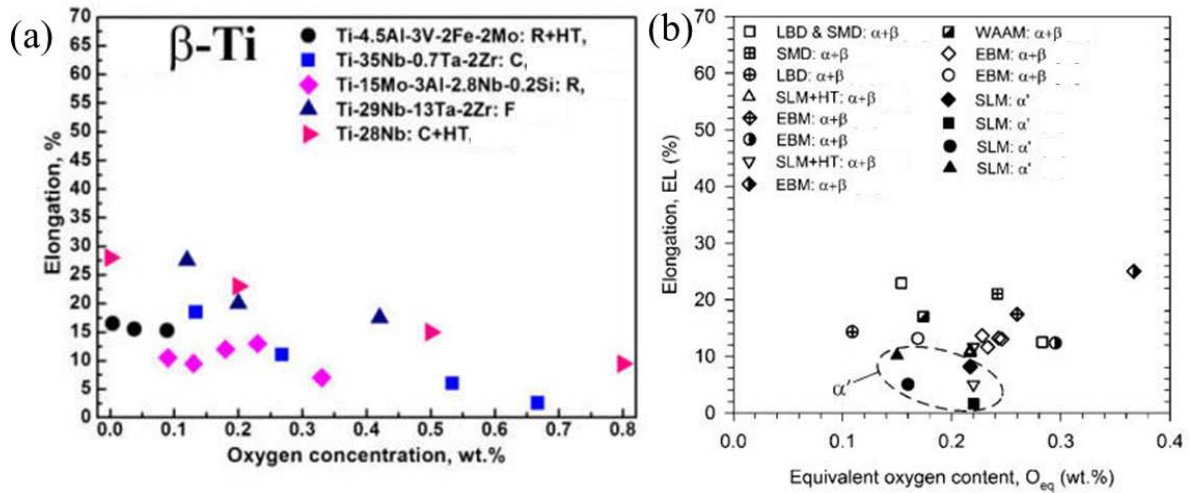 (a)
β-Ti
Ti-4.5Al-3V-2Fe-2Mo: R+HT,
Ti-35Nb-0.7Ta-2Zr: C,
Ti-15Mo-3Al-2.8Nb-0.2Si: R,
Ti-29Nb-13Ta-2Zr: F
Ti-28Nb: C+HT,
Elongation, %
70
65
60
55
50
45
40
35
30
25
20
15
10
5
0
0.0 0.1 0.2 0.3 0.4 0.5 0.6 0.7 0.8
Oxygen concentration, wt.%
(b)
LBD & SMD: α+β
SMD: α+β
LBD: α+β
SLM+HT: α+β
EBM: α+β
EBM: α+β
SLM+HT: α+β
EBM: α+β
WAAM: α+β
EBM: α+β
EBM: α+β
SLM: α'
SLM: α'
SLM: α'
SLM: α'
Elongation, EL (%)
70
60
50
40
30
20
10
0
α'
0.0 0.1 0.2 0.3 0.4
Equivalent oxygen content, Oeq (wt.%)